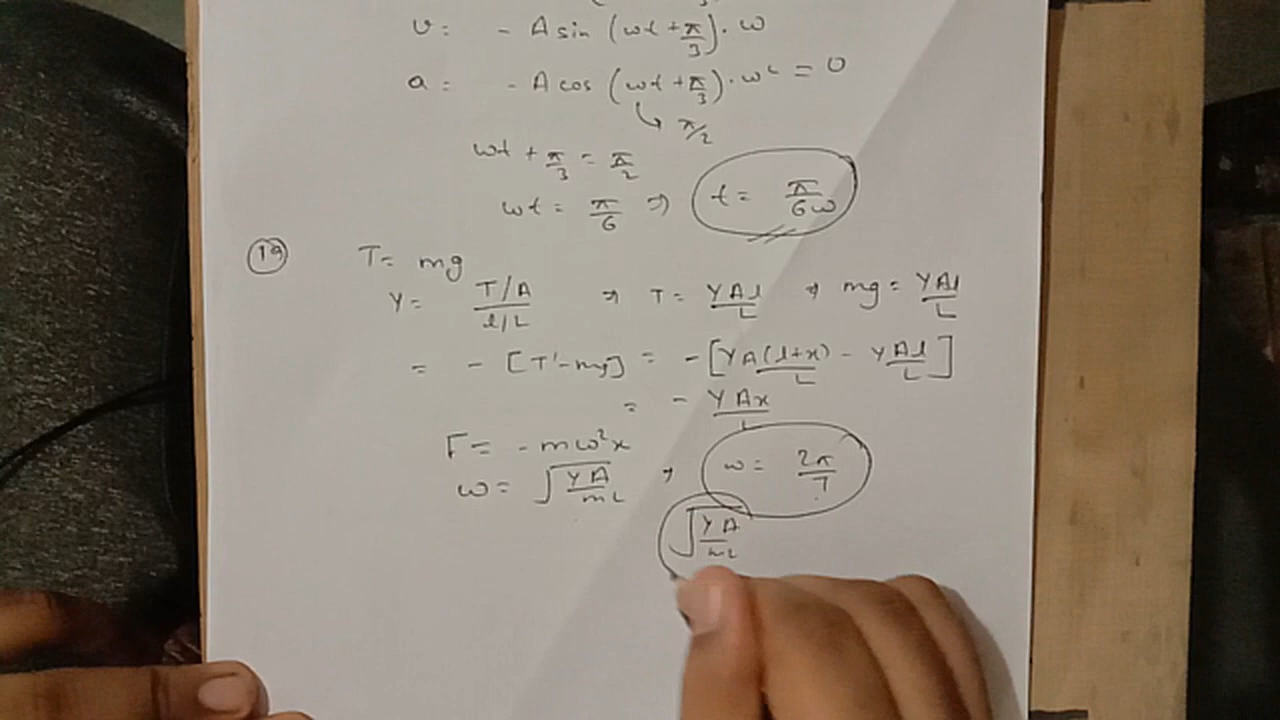 v = - A sin (ωt + π/3) · ω
a = - A cos (ωt + π/3) · ω² = 0
↳ π/2
ωt + π/3 = π/2
ωt = π/6 ⇒ t = π/6ω
(19) T = mg
Y = (T/A)/(l/L) ⇒ T = YAl/L ⇒ mg = YAl/L
= - [T' - mg] = - [YA(l+x)/L - YAl/L]
= - YAx/L
F = - mω²x
ω = √(YA/mL) , ω = 2π/T
√(YA/mL)